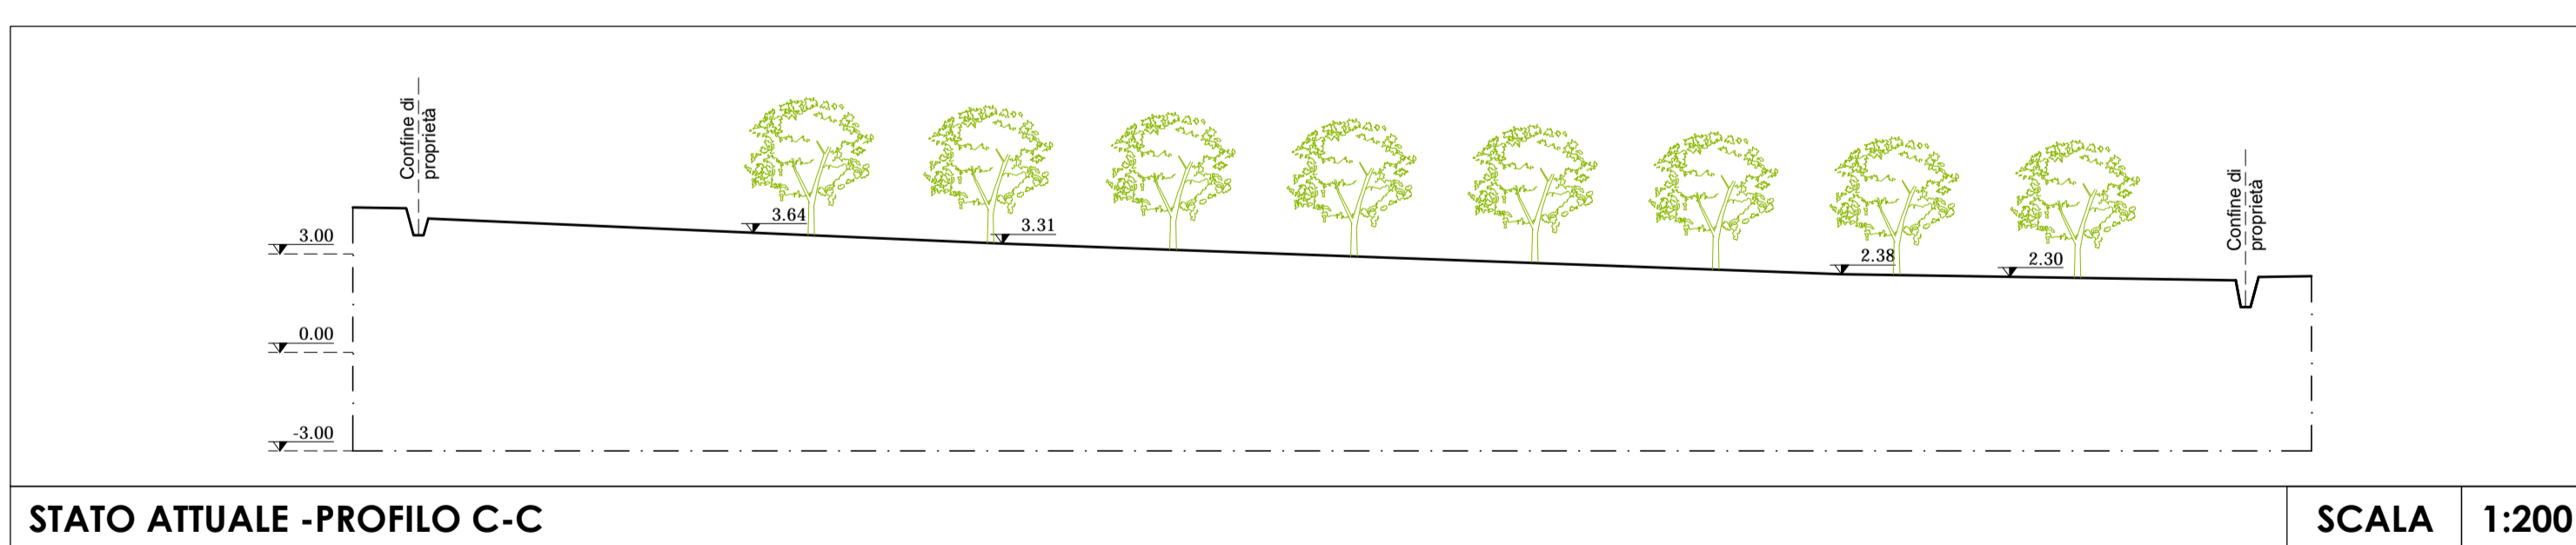 Confine di
proprietà
3.64
3.31
3.00
2.38
2.30
Confine di
proprietà
0.00
-3.00
STATO ATTUALE -PROFILO C-C
SCALA
1:200